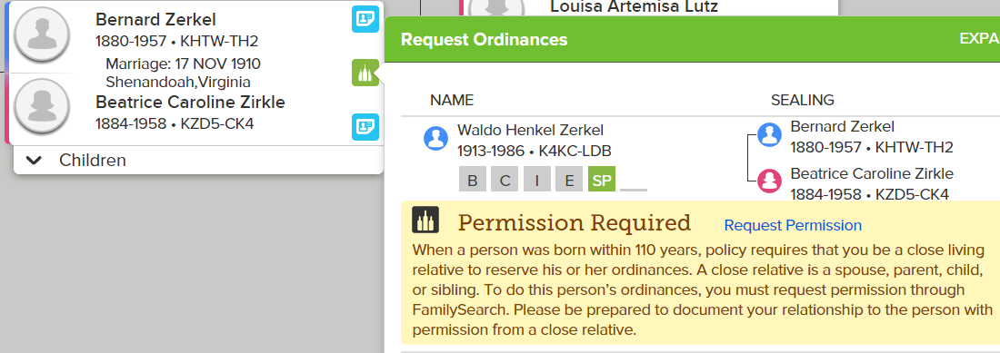 Bernard Zerkel
1880-1957 • KHTW-TH2
Marriage: 17 NOV 1910
Shenandoah,Virginia
Beatrice Caroline Zirkle
1884-1958 • KZD5-CK4
Children
Louisa Artemisa Lutz
Request Ordinances
EXPA
NAME
SEALING
Waldo Henkel Zerkel
1913-1986 • K4KC-LDB
B C I E SP
Bernard Zerkel
1880-1957 • KHTW-TH2
Beatrice Caroline Zirkle
1884-1958 • KZD5-CK4
Permission Required
Request Permission
When a person was born within 110 years, policy requires that you be a close living
relative to reserve his or her ordinances. A close relative is a spouse, parent, child,
or sibling. To do this person’s ordinances, you must request permission through
FamilySearch. Please be prepared to document your relationship to the person with
permission from a close relative.